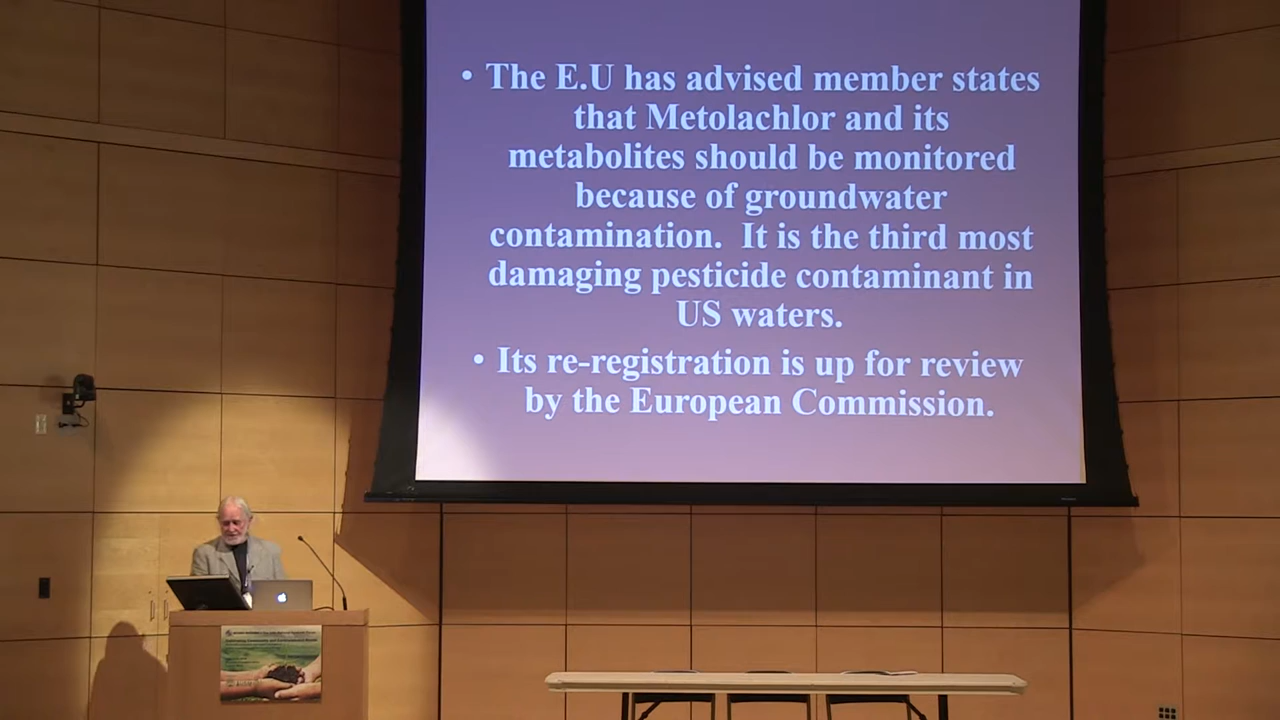 • The E.U has advised member states
that Metolachlor and its
metabolites should be monitored
because of groundwater
contamination.  It is the third most
damaging pesticide contaminant in
US waters.
• Its re-registration is up for review
by the European Commission.